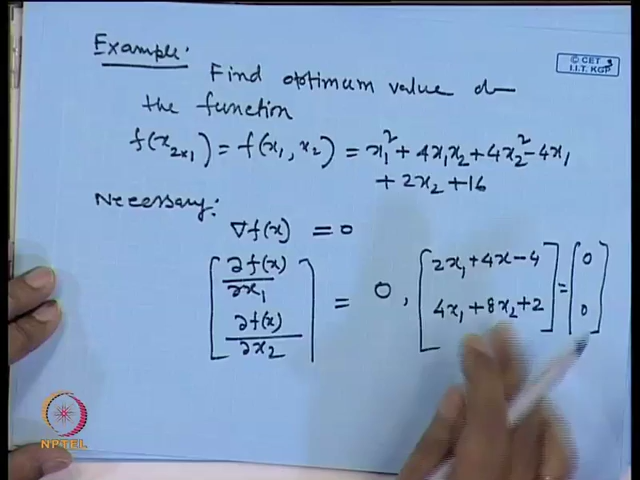 Example:
© CET
I.I.T. KGP
Find optimum value of
the function
f(x₂ₓ₁) = f(x₁, x₂) = x₁² + 4x₁x₂ + 4x₂² - 4x₁
+ 2x₂ + 16
Necessary:
∇f(x) = 0
[∂f(x)/∂x₁ ∂f(x)/∂x₂] = 0, [2x₁ + 4x - 4 4x₁ + 8x₂ + 2] = [0 0]
NPTEL